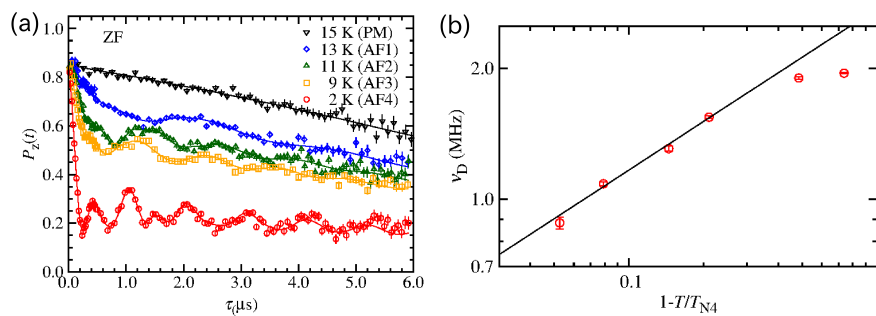 (a)
ZF
15 K (PM)
13 K (AF1)
11 K (AF2)
9 K (AF3)
2 K (AF4)
P_z(t)
1.0
0.8
0.6
0.4
0.2
0.0
0.0 1.0 2.0 3.0 4.0 5.0 6.0
τ(μs)
(b)
ν_D (MHz)
2.0
1.0
0.7
0.1
1-T/T_N4